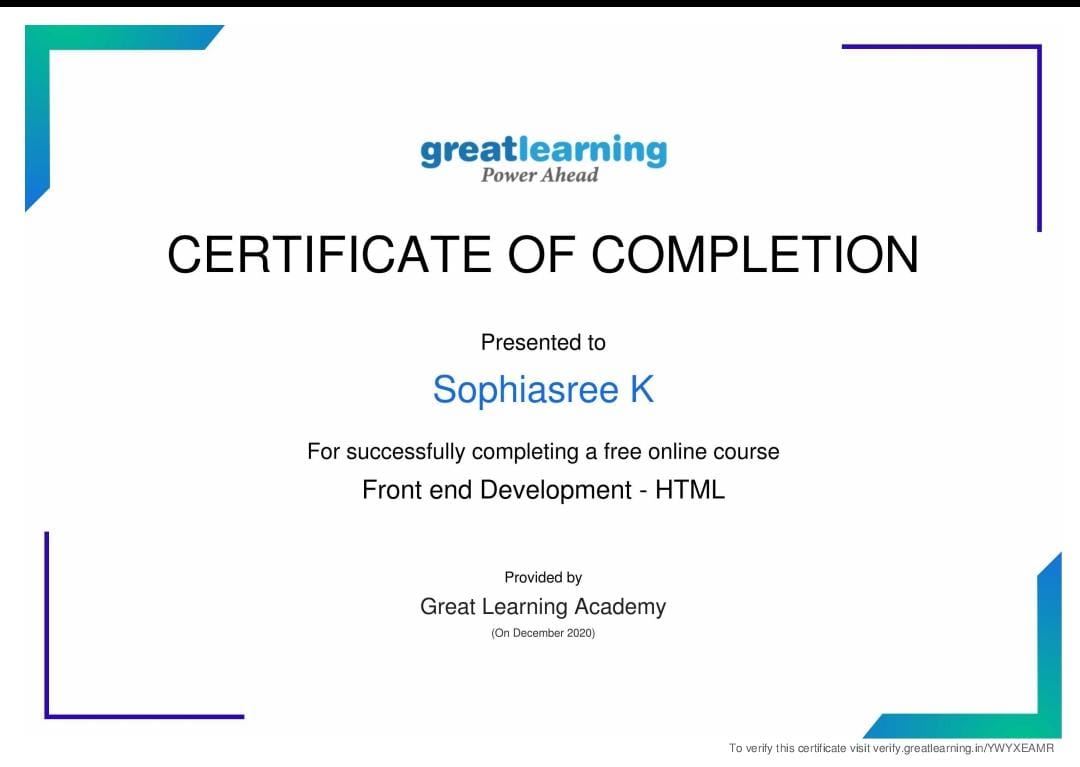 greatlearning
Power Ahead
CERTIFICATE OF COMPLETION
Presented to
Sophiasree K
For successfully completing a free online course
Front end Development - HTML
Provided by
Great Learning Academy
(On December 2020)
To verify this certificate visit verify.greatlearning.in/YWYXEAMR